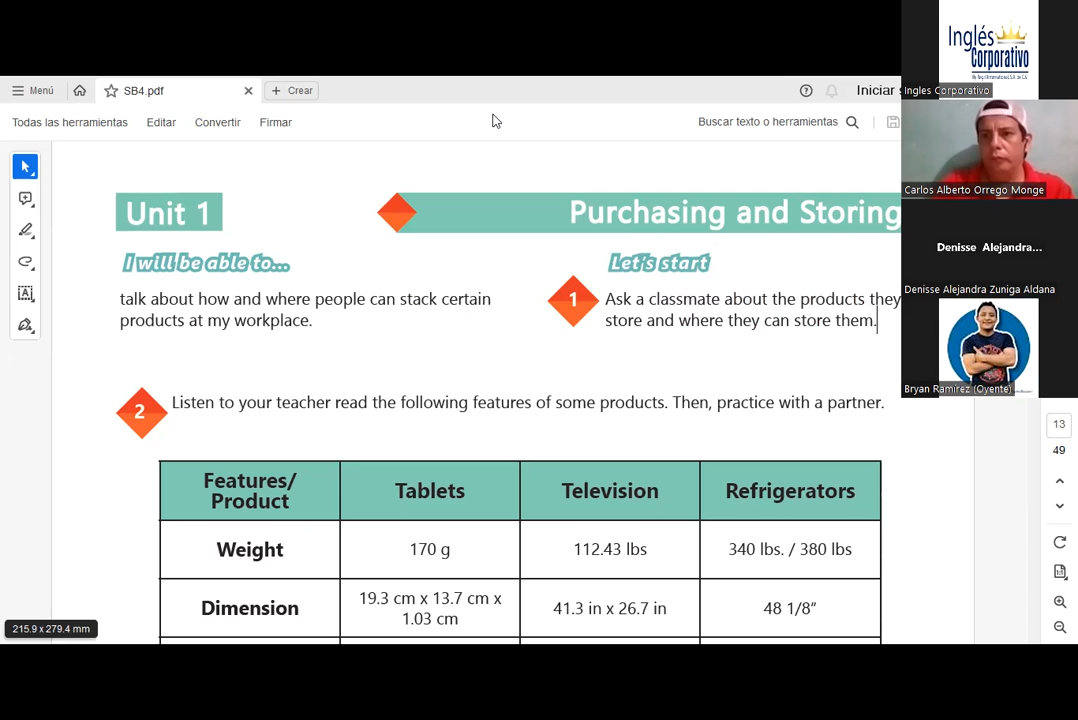 Menú
SB4.pdf
+ Crear
Iniciar
Todas las herramientas
Editar
Convertir
Firmar
Buscar texto o herramientas
Unit 1
Purchasing and Storing
I will be able to...
talk about how and where people can stack certain
products at my workplace.
Let's start
1
Ask a classmate about the products they
store and where they can store them.
2
Listen to your teacher read the following features of some products. Then, practice with a partner.
Features/
Product
Tablets
Television
Refrigerators
Weight
170 g
112.43 lbs
340 lbs. / 380 lbs
Dimension
19.3 cm x 13.7 cm x
1.03 cm
41.3 in x 26.7 in
48 1/8"
215.9 x 279.4 mm
13
49
Inglés
Corporativo
Ingles Corporativo
Carlos Alberto Orrego Monge
Denisse Alejandra...
Denisse Alejandra Zuniga Aldana
Bryan Ramirez (Oyente)